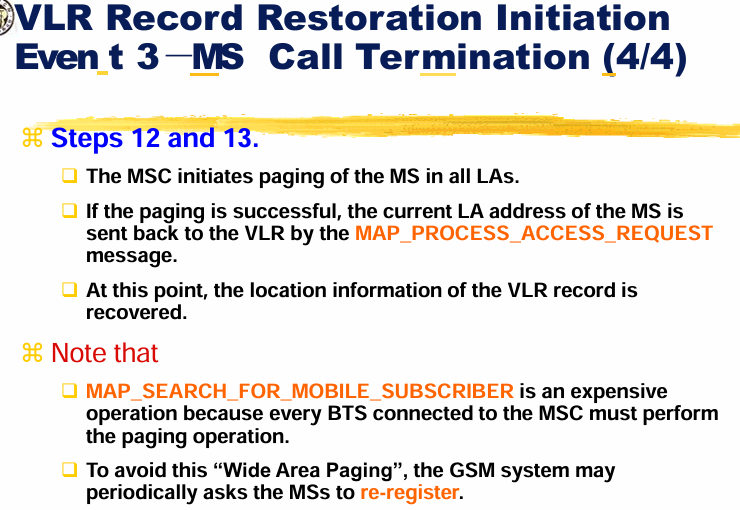 VLR Record Restoration Initiation
Even t 3 —MS Call Termination (4/4)
Steps 12 and 13.
The MSC initiates paging of the MS in all LAs.
If the paging is successful, the current LA address of the MS is
sent back to the VLR by the MAP_PROCESS_ACCESS_REQUEST
message.
At this point, the location information of the VLR record is
recovered.
Note that
MAP_SEARCH_FOR_MOBILE_SUBSCRIBER is an expensive
operation because every BTS connected to the MSC must perform
the paging operation.
To avoid this “Wide Area Paging”, the GSM system may
periodically asks the MSs to re-register.